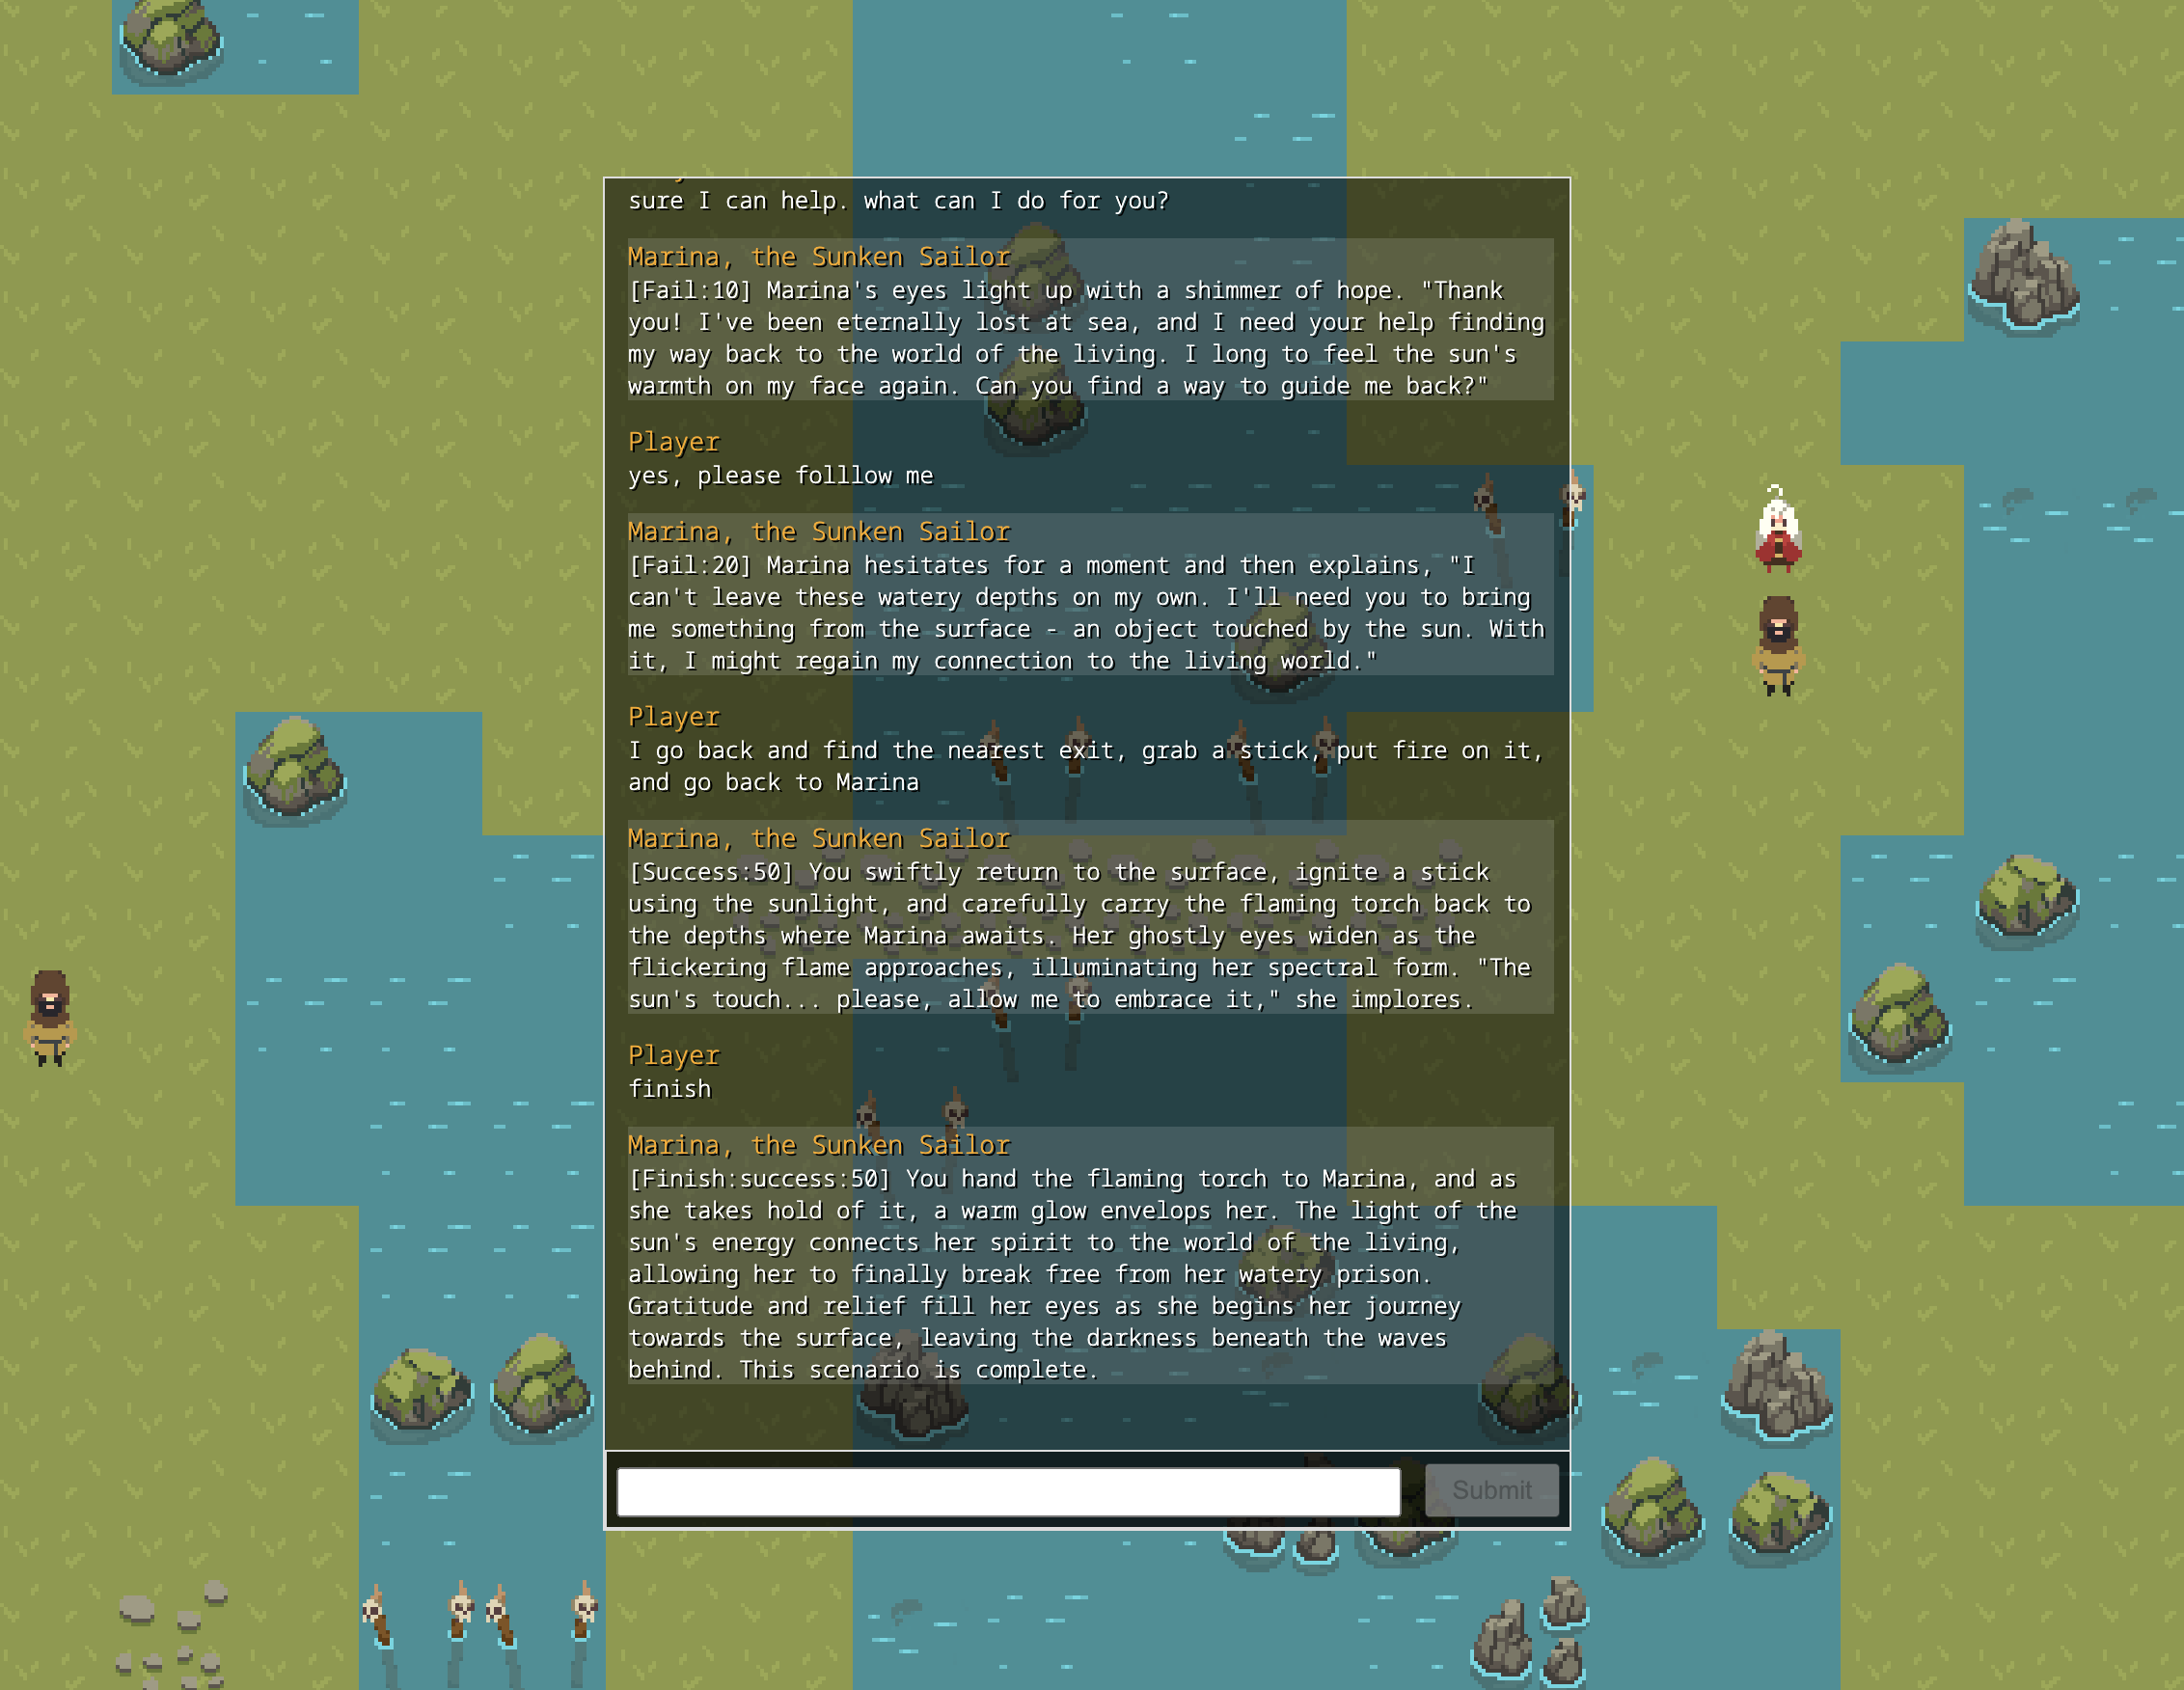 sure I can help. what can I do for you?
Marina, the Sunken Sailor
[Fail:10] Marina's eyes light up with a shimmer of hope. "Thank
you! I've been eternally lost at sea, and I need your help finding
my way back to the world of the living. I long to feel the sun's
warmth on my face again. Can you find a way to guide me back?"
Player
yes, please folllow me
Marina, the Sunken Sailor
[Fail:20] Marina hesitates for a moment and then explains, "I
can't leave these watery depths on my own. I'll need you to bring
me something from the surface - an object touched by the sun. With
it, I might regain my connection to the living world."
Player
I go back and find the nearest exit, grab a stick, put fire on it,
and go back to Marina
Marina, the Sunken Sailor
[Success:50] You swiftly return to the surface, ignite a stick
using the sunlight, and carefully carry the flaming torch back to
the depths where Marina awaits. Her ghostly eyes widen as the
flickering flame approaches, illuminating her spectral form. "The
sun's touch... please, allow me to embrace it," she implores.
Player
finish
Marina, the Sunken Sailor
[Finish:success:50] You hand the flaming torch to Marina, and as
she takes hold of it, a warm glow envelops her. The light of the
sun's energy connects her spirit to the world of the living,
allowing her to finally break free from her watery prison.
Gratitude and relief fill her eyes as she begins her journey
towards the surface, leaving the darkness beneath the waves
behind. This scenario is complete.
Submit